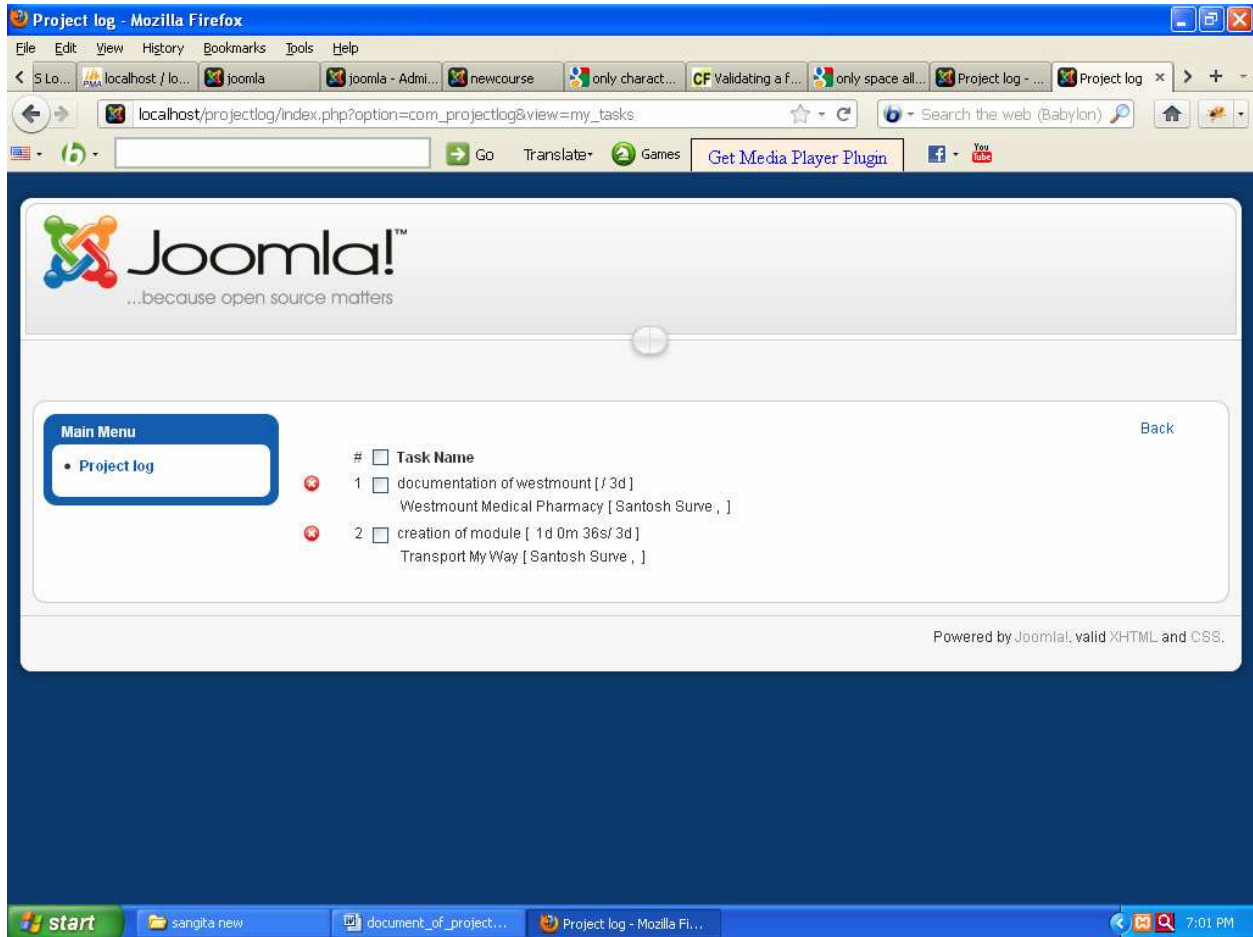 Project log - Mozilla Firefox
File Edit View History Bookmarks Tools Help
S Lo... localhost / lo... joomla joomla - Admi... newcourse only charact... CF Validating a f... only space all... Project log - ... Project log
localhost/projectlog/index.php?option=com_projectlog&view=my_tasks Search the web (Babylon)
Go Translate Games Get Media Player Plugin You Tube
Joomla!™
...because open source matters
Back
Main Menu
Project log
# Task Name
1 documentation of westmount [ / 3d ]
Westmount Medical Pharmacy [ Santosh Surve , ]
2 creation of module [ 1d 0m 36s/ 3d ]
Transport My Way [ Santosh Surve , ]
Powered by Joomla!. valid XHTML and CSS.
start sangita new document_of_project... Project log - Mozilla Fi... 7:01 PM